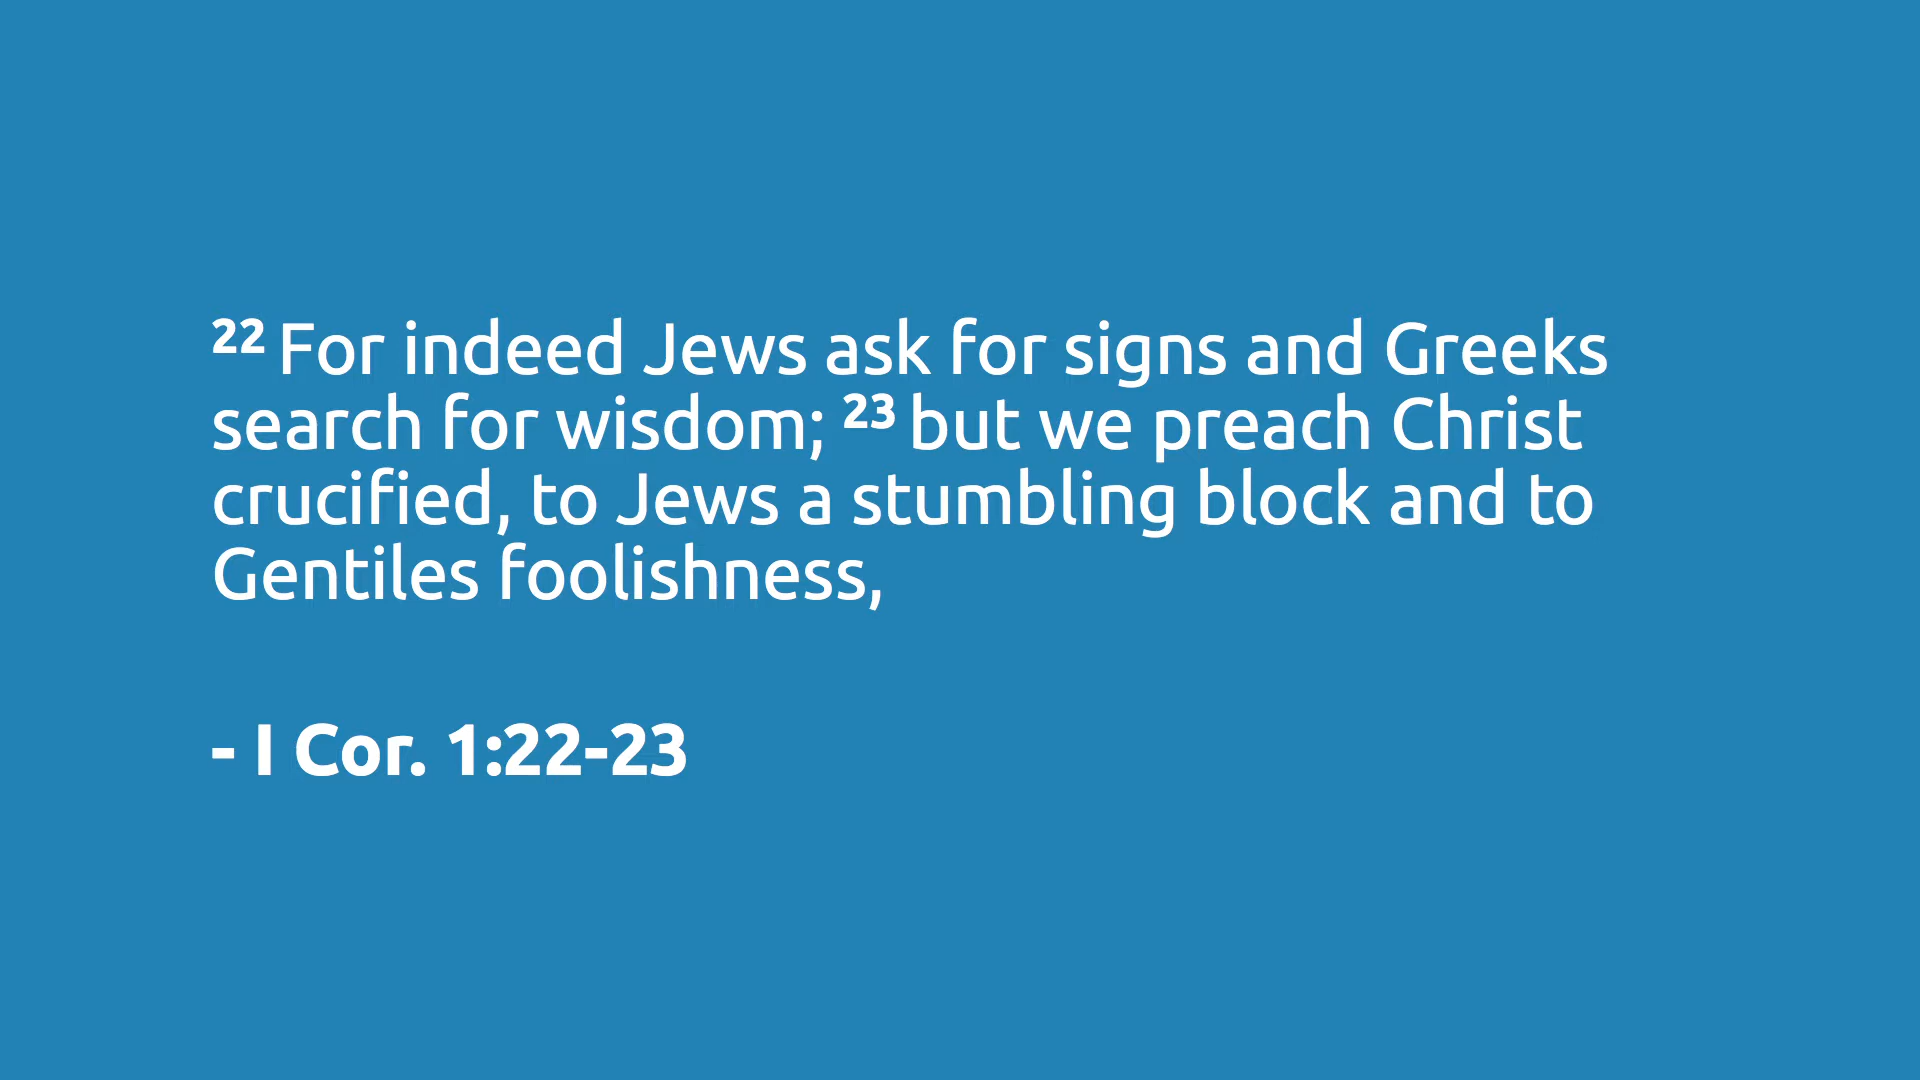 22 For indeed Jews ask for signs and Greeks
search for wisdom; 23 but we preach Christ
crucified, to Jews a stumbling block and to
Gentiles foolishness,
- I Cor. 1:22-23